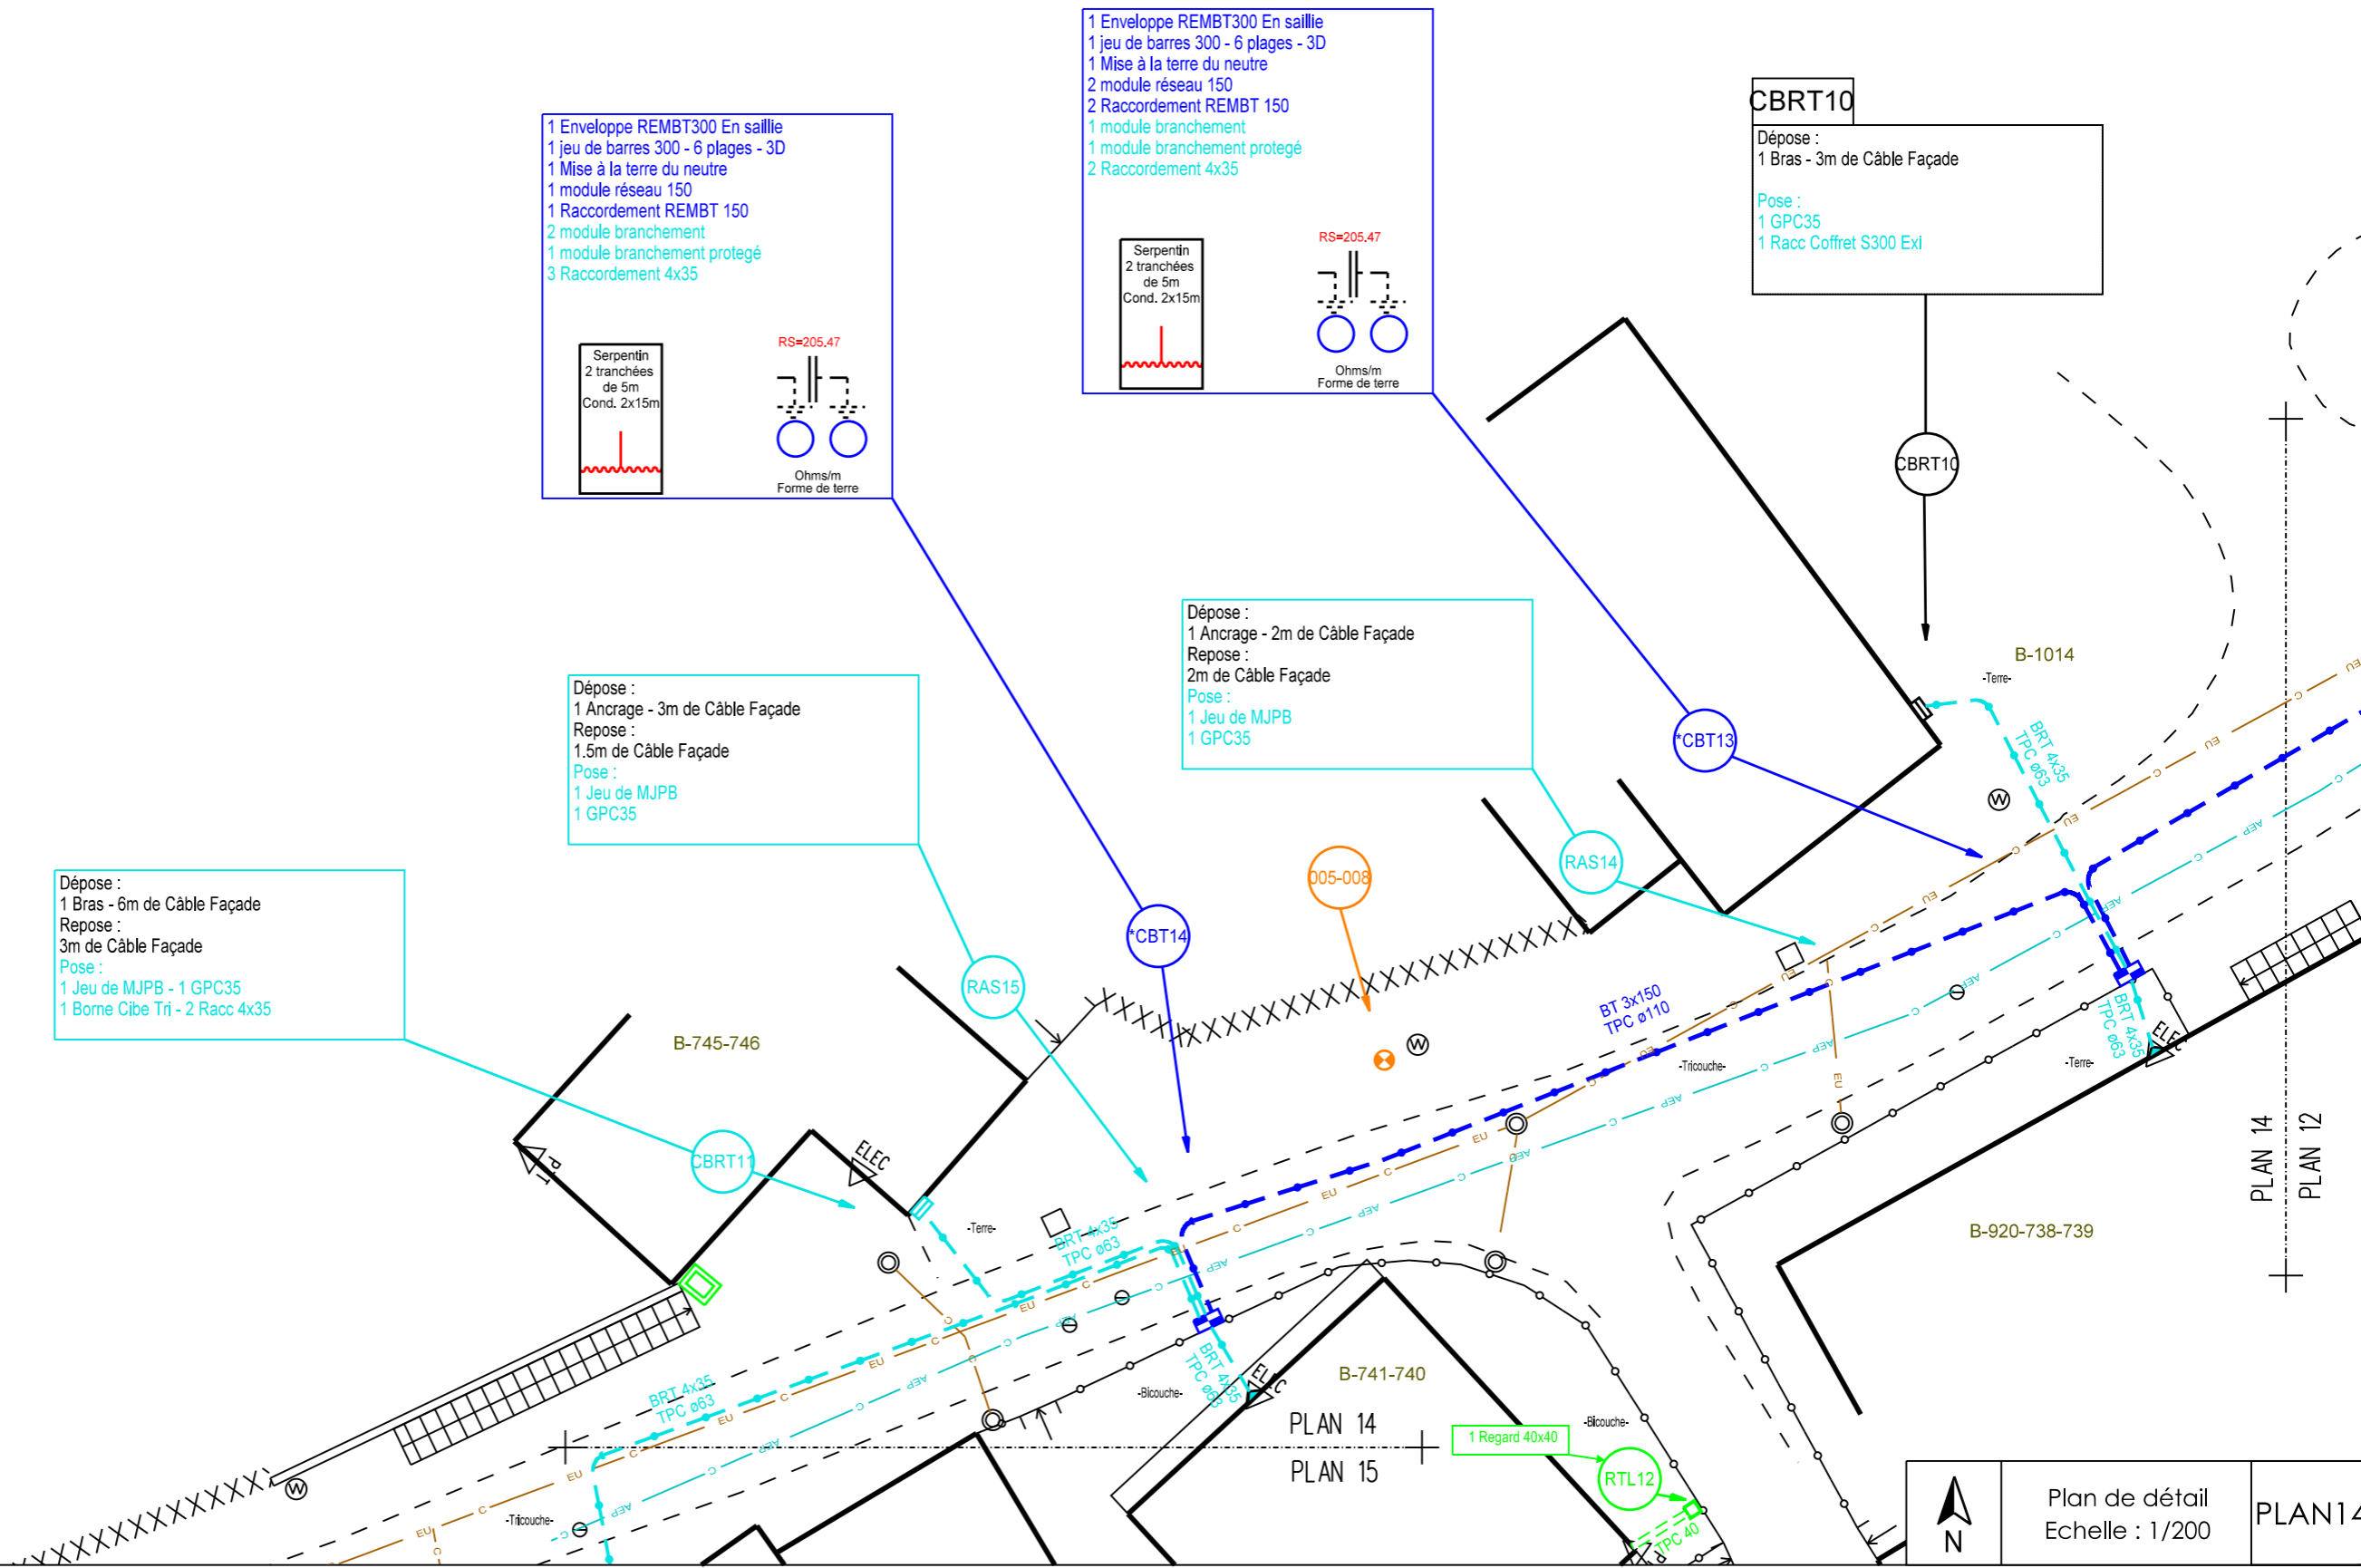 1 Enveloppe REMBT300 En saillie
1 jeu de barres 300 - 6 plages - 3D
1 Mise à la terre du neutre
2 module réseau 150
2 Raccordement REMBT 150
1 module branchement
1 module branchement protegé
2 Raccordement 4x35
Serpentin
2 tranchées
de 5m
Cond. 2x15m
RS=205.47
Ohms/m
Forme de terre
CBRT10
Dépose :
1 Bras - 3m de Câble Façade
Pose :
1 GPC35
1 Racc Coffret S300 Exi
1 Enveloppe REMBT300 En saillie
1 jeu de barres 300 - 6 plages - 3D
1 Mise à la terre du neutre
1 module réseau 150
1 Raccordement REMBT 150
2 module branchement
1 module branchement protegé
3 Raccordement 4x35
Serpentin
2 tranchées
de 5m
Cond. 2x15m
RS=205.47
Ohms/m
Forme de terre
CBRT10
Dépose :
1 Ancrage - 2m de Câble Façade
Repose :
2m de Câble Façade
Pose :
1 Jeu de MJPB
1 GPC35
Dépose :
1 Ancrage - 3m de Câble Façade
Repose :
1.5m de Câble Façade
Pose :
1 Jeu de MJPB
1 GPC35
Dépose :
1 Bras - 6m de Câble Façade
Repose :
3m de Câble Façade
Pose :
1 Jeu de MJPB - 1 GPC35
1 Borne Cibe Tri - 2 Racc 4x35
B-1014
-Terre-
BRT 4x35
TPC ø63
*CBT13
W
RAS14
005-008
*CBT14
RAS15
B-745-746
W
BT 3x150
TPC ø110
-Tricouche-
BRT 4x35
TPC ø63
ELEC
-Terre-
PLAN 14
PLAN 12
CBRT11
ELEC
P.T
-Terre-
BRT 4x35
TPC ø63
B-920-738-739
BRT 4x35
TPC ø63
ELEC
B-741-740
-Bicouche-
BRT 4x35
TPC ø63
PLAN 14
PLAN 15
-Bicouche-
1 Regard 40x40
RTL12
TPC 40
W
-Tricouche-
EU
C
AEP
N
Plan de détail
Echelle : 1/200
PLAN14